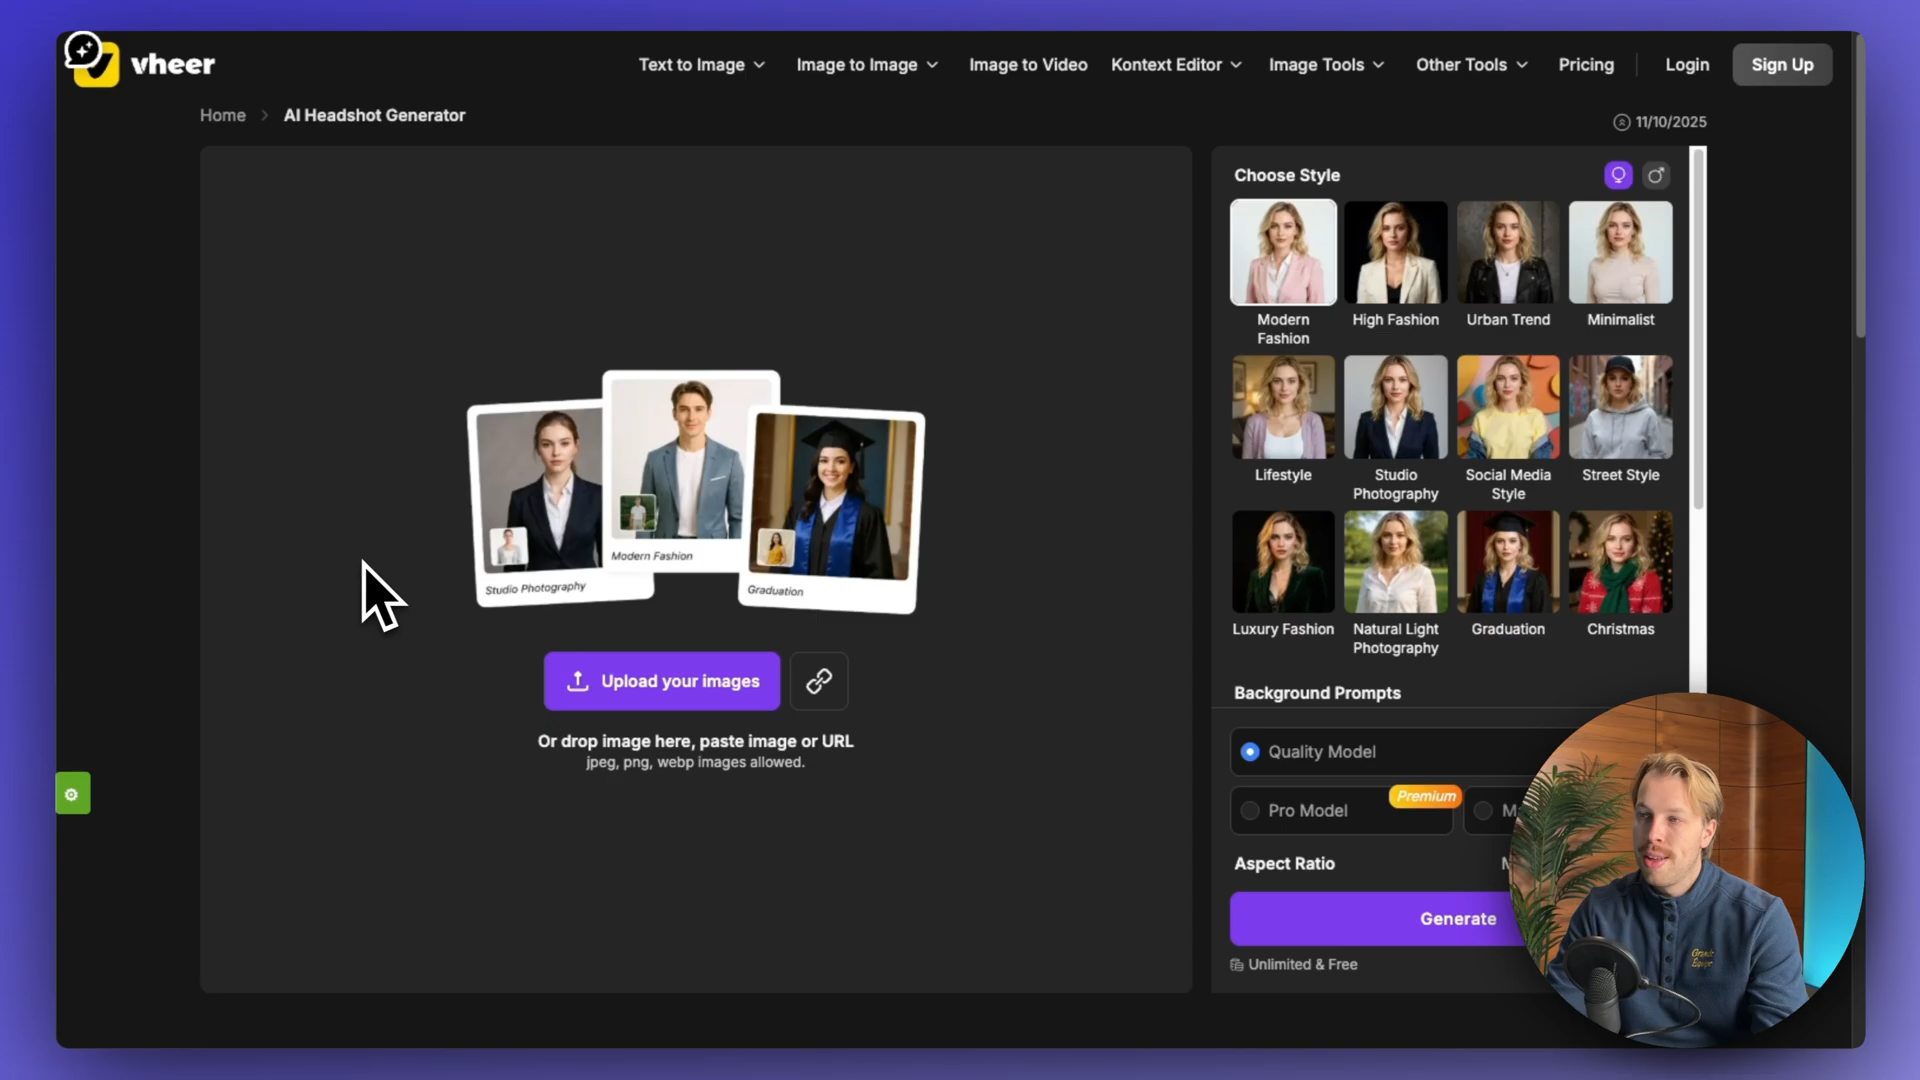 vheer
Text to Image
Image to Image
Image to Video
Kontext Editor
Image Tools
Other Tools
Pricing
Login
Sign Up
Home
AI Headshot Generator
11/10/2025
Choose Style
Modern
Fashion
High Fashion
Urban Trend
Minimalist
Lifestyle
Studio
Photography
Social Media
Style
Street Style
Luxury Fashion
Natural Light
Photography
Graduation
Christmas
Studio Photography
Modern Fashion
Graduation
Upload your images
Or drop image here, paste image or URL
jpeg, png, webp images allowed.
Background Prompts
Quality Model
Pro Model
Premium
Aspect Ratio
Generate
Unlimited & Free